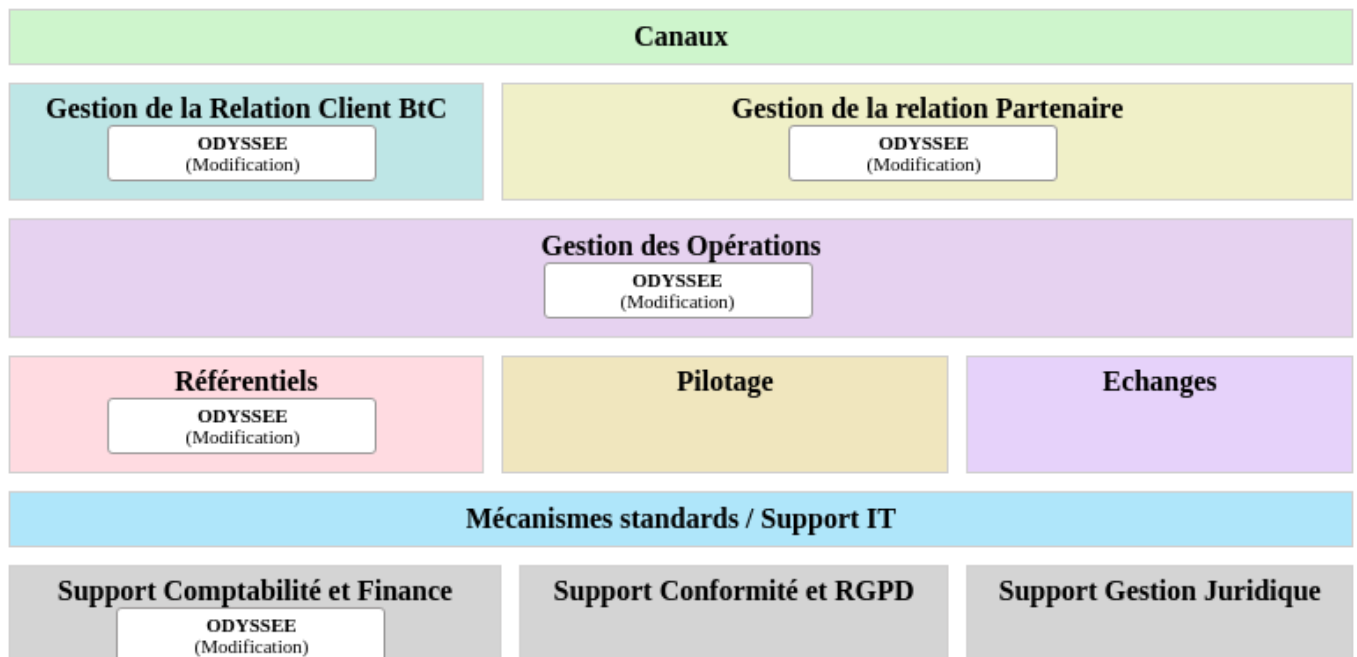 Canaux
Gestion de la Relation Client BtC
ODYSSEE
(Modification)
Gestion de la relation Partenaire
ODYSSEE
(Modification)
Gestion des Opérations
ODYSSEE
(Modification)
Référentiels
ODYSSEE
(Modification)
Pilotage
Echanges
Mécanismes standards / Support IT
Support Comptabilité et Finance
ODYSSEE
(Modification)
Support Conformité et RGPD
Support Gestion Juridique